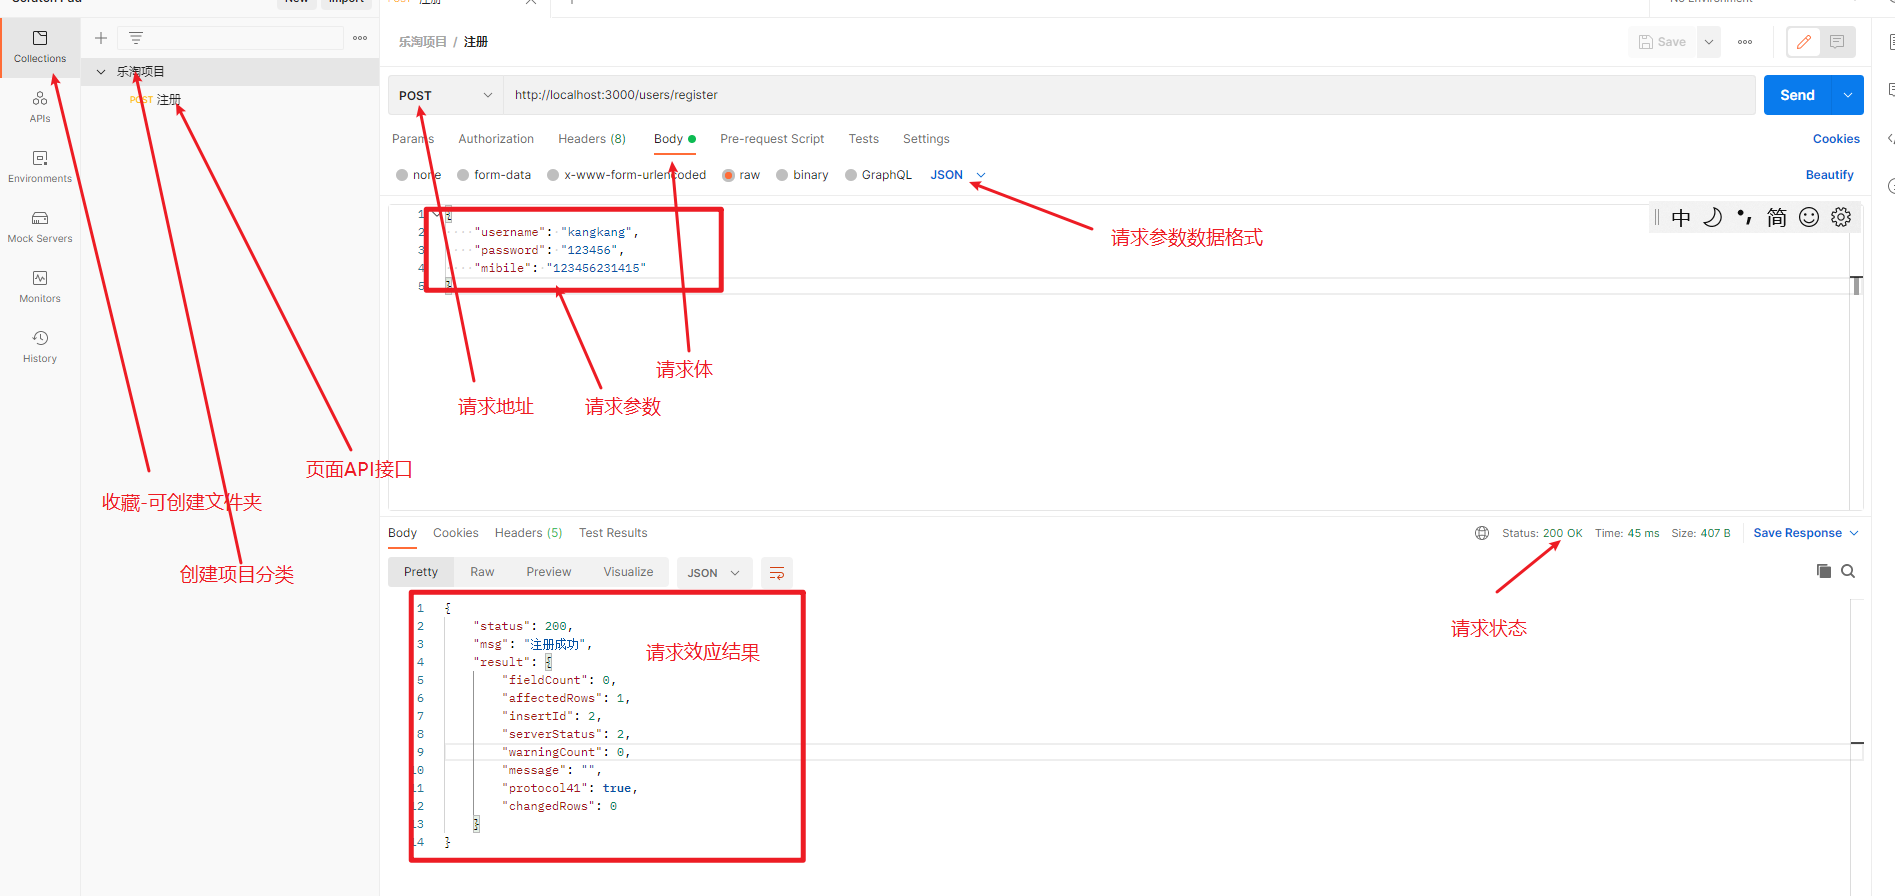 Scratch Pad
New
Import
POST 注册
No Environment
Collections
APIs
Environments
Mock Servers
Monitors
History
乐淘项目
POST 注册
乐淘项目 / 注册
Save
POST
http://localhost:3000/users/register
Send
Params
Authorization
Headers (8)
Body
Pre-request Script
Tests
Settings
Cookies
none
form-data
x-www-form-urlencoded
raw
binary
GraphQL
JSON
Beautify
中 简
1 {
2 "username": "kangkang",
3 "password": "123456",
4 "mibile": "123456231415"
5 }
请求参数数据格式
请求体
请求地址
请求参数
页面API接口
收藏-可创建文件夹
创建项目分类
Body
Cookies
Headers (5)
Test Results
Status: 200 OK
Time: 45 ms
Size: 407 B
Save Response
Pretty
Raw
Preview
Visualize
JSON
1 {
2 "status": 200,
3 "msg": "注册成功",
4 "result": {
5 "fieldCount": 0,
6 "affectedRows": 1,
7 "insertId": 2,
8 "serverStatus": 2,
9 "warningCount": 0,
10 "message": "",
11 "protocol41": true,
12 "changedRows": 0
13 }
14 }
请求效应结果
请求状态